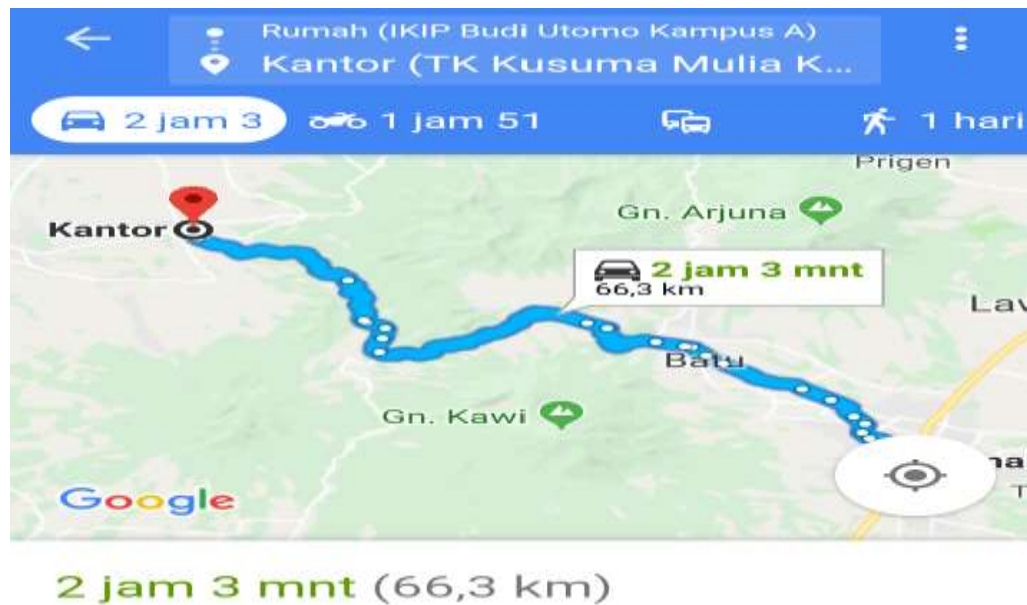 Rumah (IKIP Budi Utomo Kampus A)
Kantor (TK Kusuma Mulia K...
2 jam 3
1 jam 51
1 hari
Prigen
Gn. Arjuna
Kantor
2 jam 3 mnt
66,3 km
Lav
Batu
Gn. Kawi
na
T
Google
2 jam 3 mnt (66,3 km)